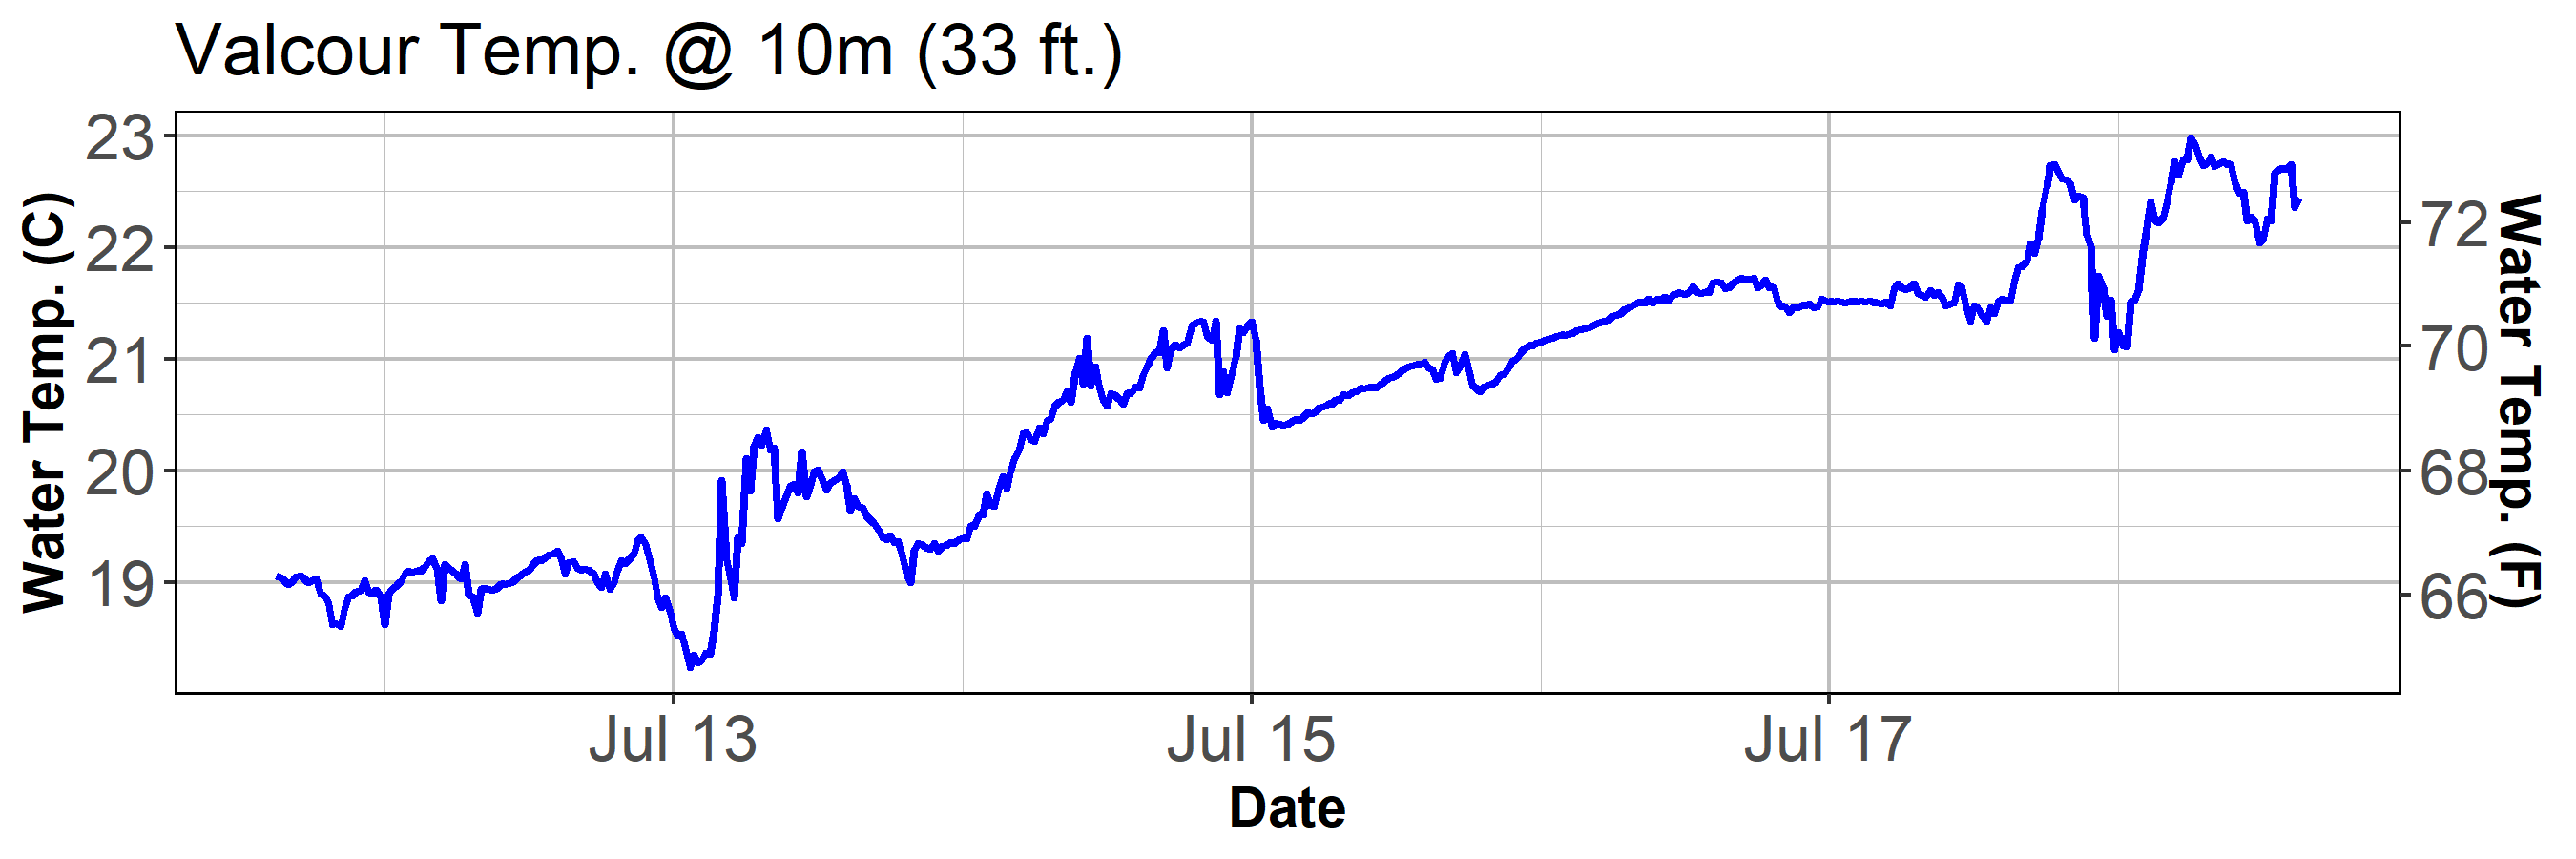 Valcour Temp. @ 10m (33 ft.)
Water Temp. (C)
23
22
21
20
19
72
70
68
66
Water Temp. (F)
Jul 13
Jul 15
Jul 17
Date